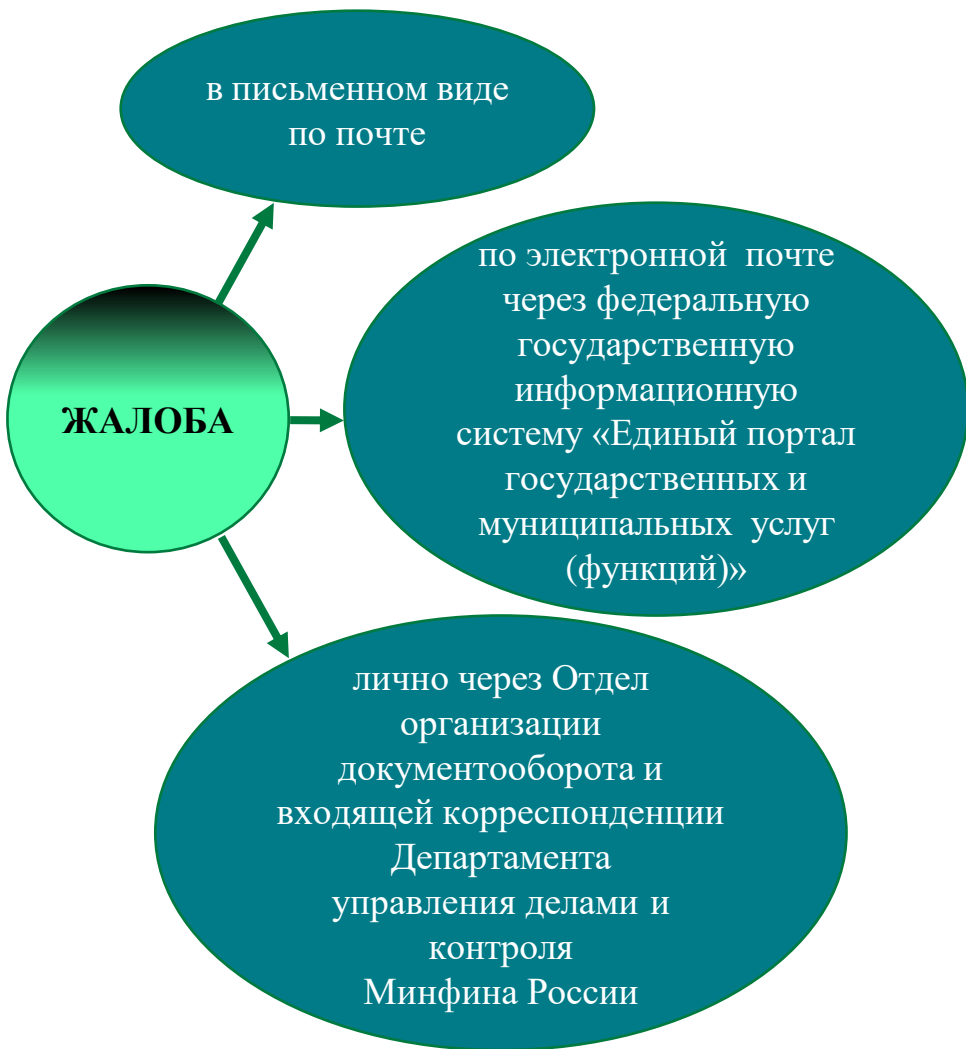 в письменном виде
по почте
по электронной почте
через федеральную
государственную
информационную
систему «Единый портал
государственных и
муниципальных услуг
(функций)»
ЖАЛОБА
лично через Отдел
организации
документооборота и
входящей корреспонденции
Департамента
управления делами и
контроля
Минфина России